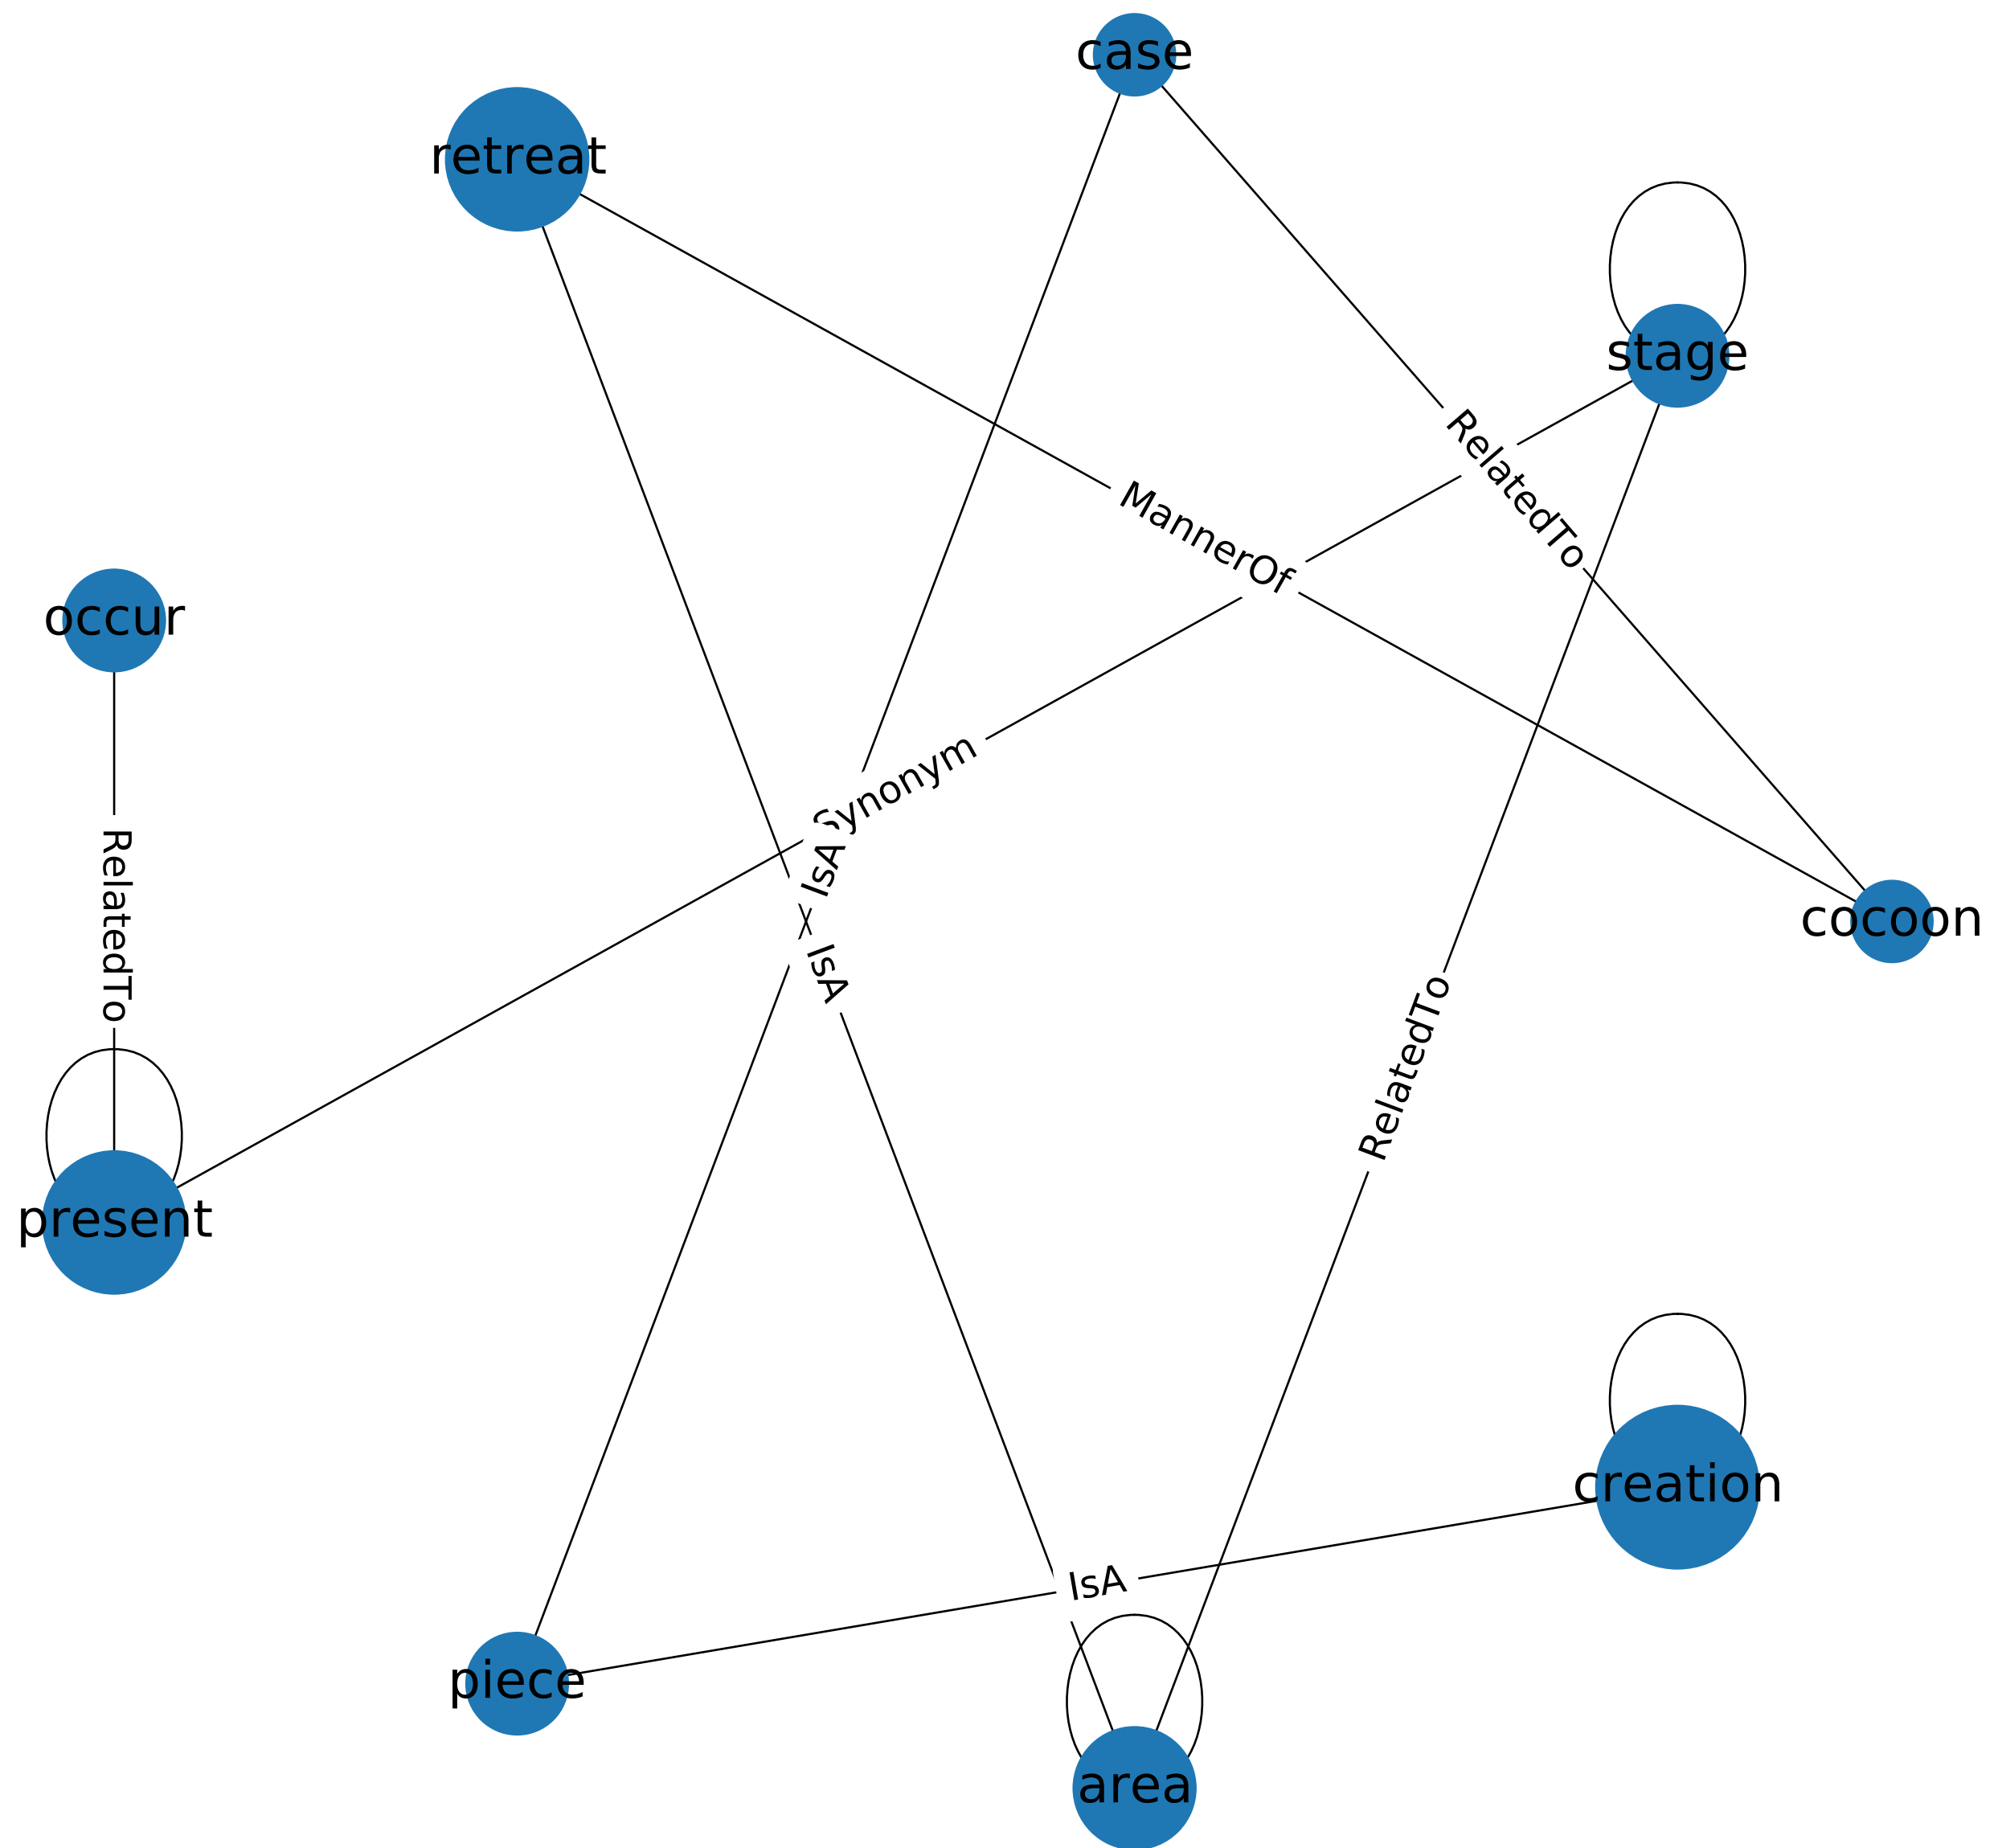 case
retreat
stage
RelatedTo
MannerOf
occur
Synonym
IsA
RelatedTo
cocoon
IsA
RelatedTo
present
creation
IsA
piece
area